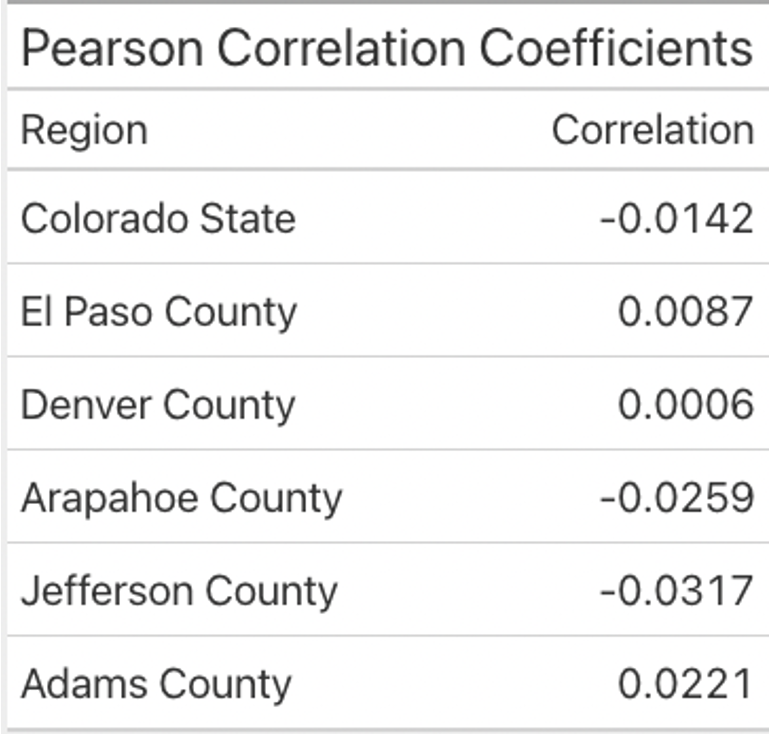 Pearson Correlation Coefficients
Region Correlation
Colorado State -0.0142
El Paso County 0.0087
Denver County 0.0006
Arapahoe County -0.0259
Jefferson County -0.0317
Adams County 0.0221